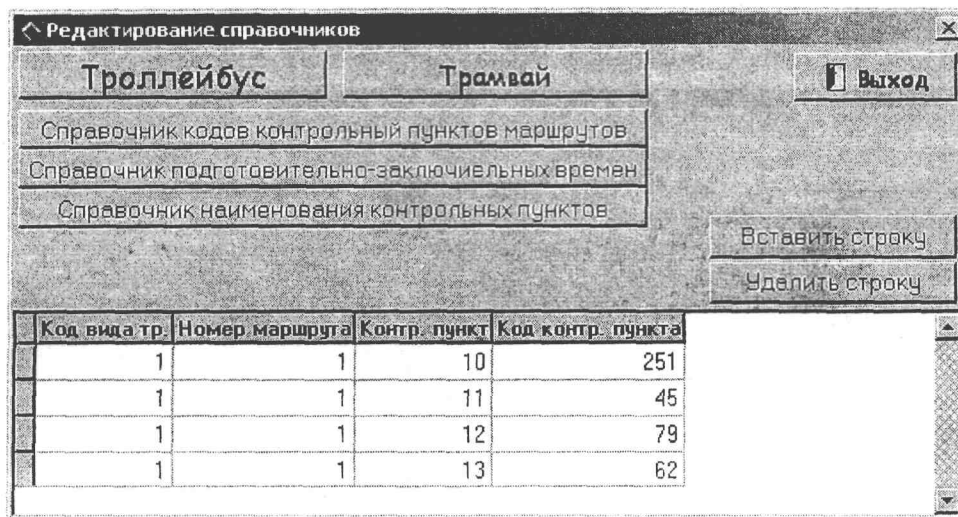 Редактирование справочников
Троллейбус Трамвай Выход
Справочник кодов контрольный пунктов маршрутов
Справочник подготовительно-заключиельных времен
Справочник наименования контрольных пунктов
Вставить строку
Удалить строку
Код вида тр. Номер маршрута Контр. пункт Код контр. пункта
1 1 10 251
1 1 11 45
1 1 12 79
1 1 13 62